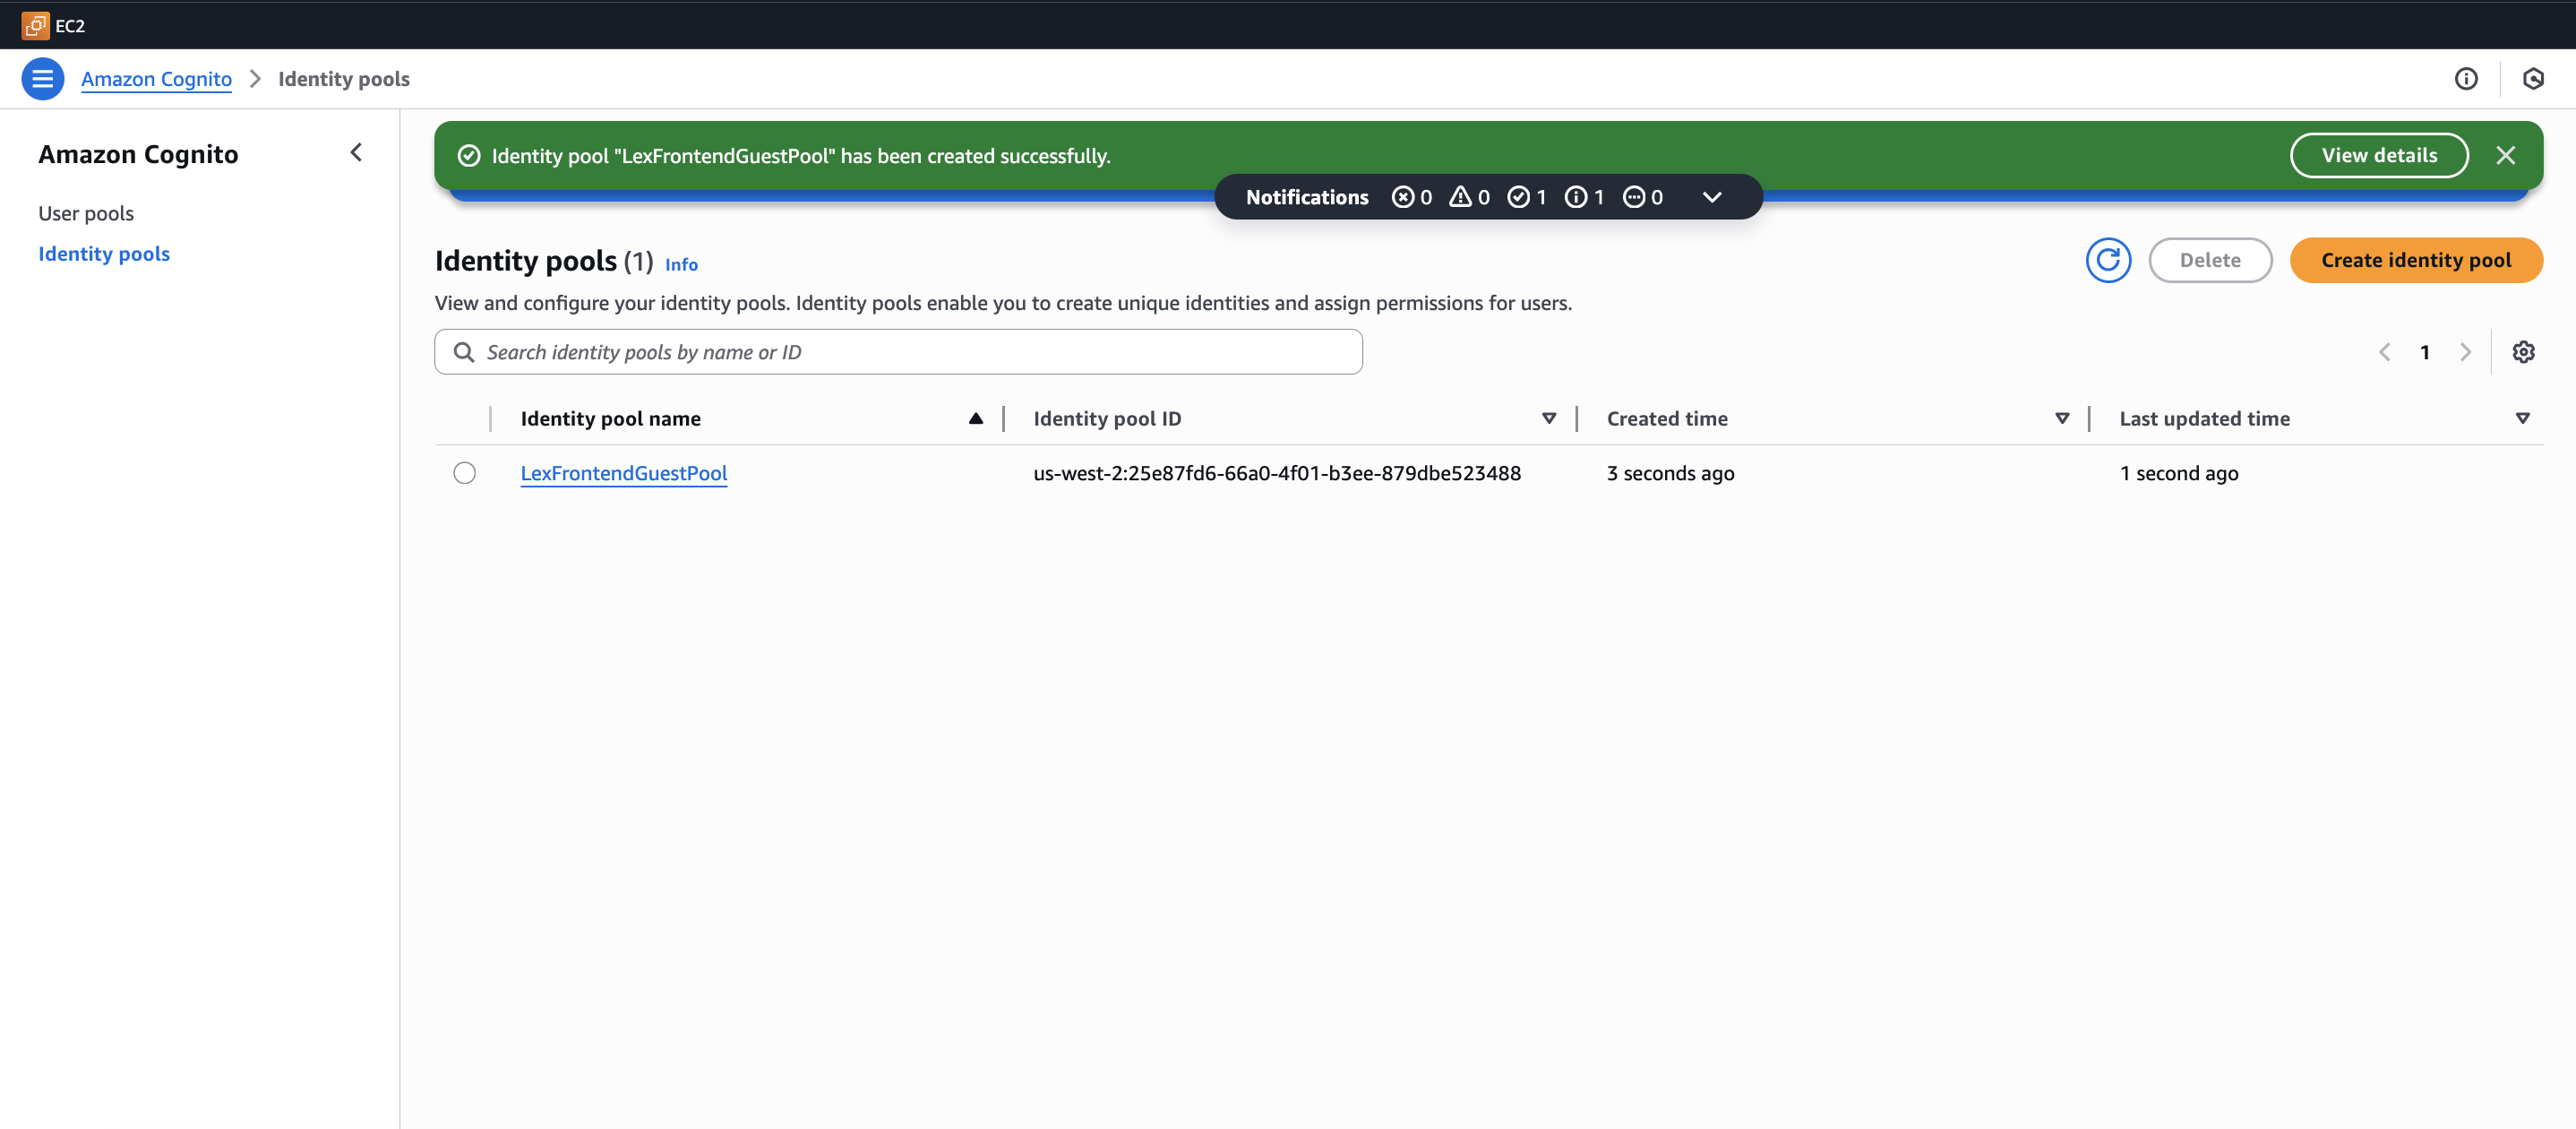 EC2
Amazon Cognito > Identity pools
Amazon Cognito
User pools
Identity pools
Identity pool "LexFrontendGuestPool" has been created successfully.
View details
Notifications 0 0 1 1 0
Identity pools (1) Info
Delete
Create identity pool
View and configure your identity pools. Identity pools enable you to create unique identities and assign permissions for users.
Search identity pools by name or ID
1
Identity pool name Identity pool ID Created time Last updated time
LexFrontendGuestPool us-west-2:25e87fd6-66a0-4f01-b3ee-879dbe523488 3 seconds ago 1 second ago